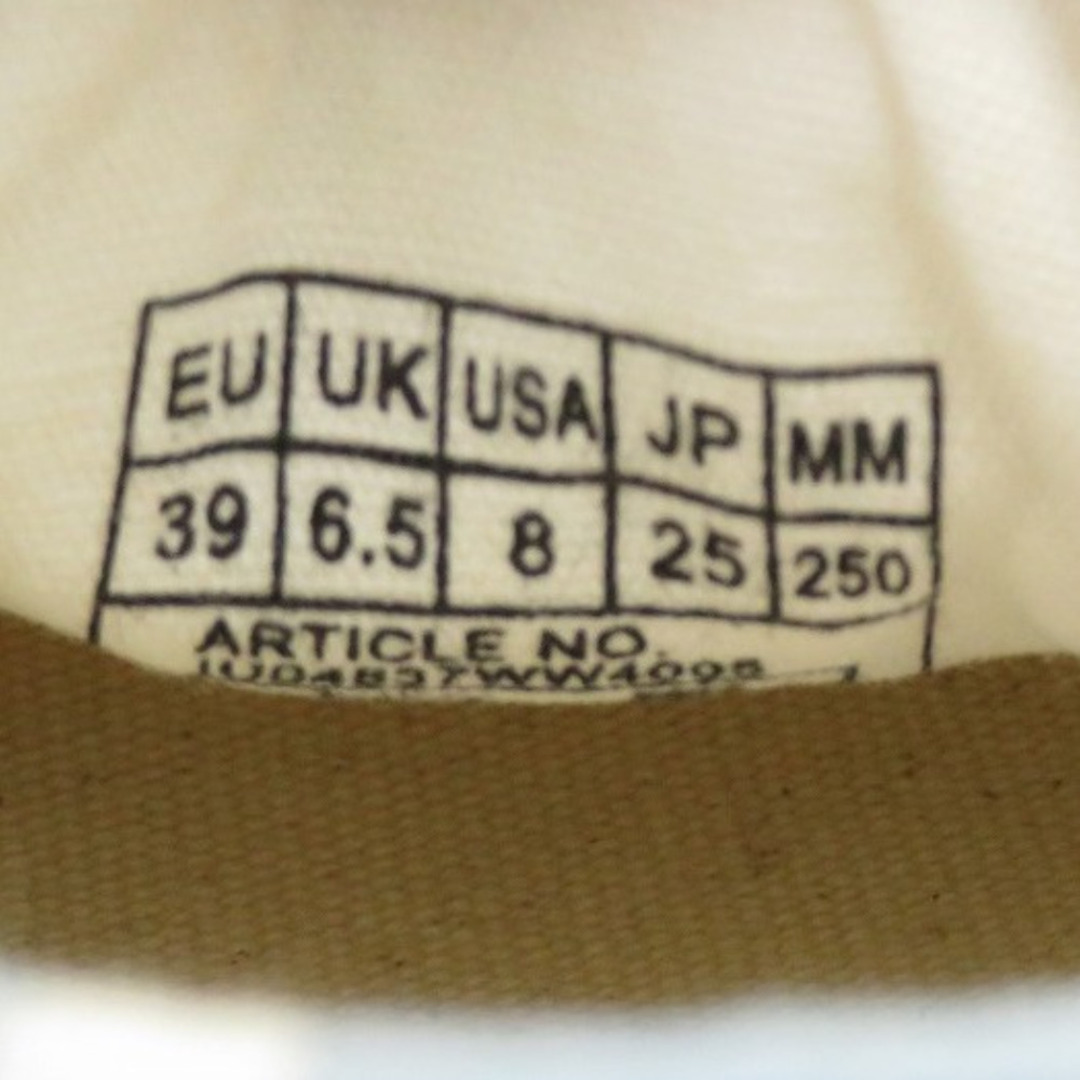 EU UK USA JP MM
39 6.5 8 25 250
ARTICLE NO.